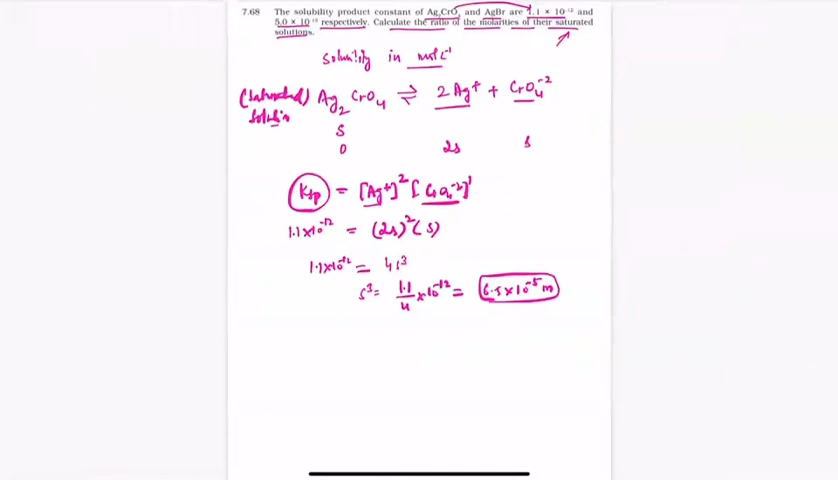 7.68 The solubility product constant of Ag₂CrO₄ and AgBr are 1.1 × 10⁻¹² and
5.0 × 10⁻¹³ respectively. Calculate the ratio of the molarities of their saturated
solutions.
solubility in mol L⁻¹
(Saturated) Ag₂CrO₄ ⇌ 2Ag⁺ + CrO₄⁻²
solution
S
0 2s s
Ksp = [Ag⁺]² [CrO₄⁻²]¹
1.1×10⁻¹² = (2s)²(s)
1.1×10⁻¹² = 4s³
s³ = 1.1/4 ×10⁻¹² = 6.5×10⁻⁵ m